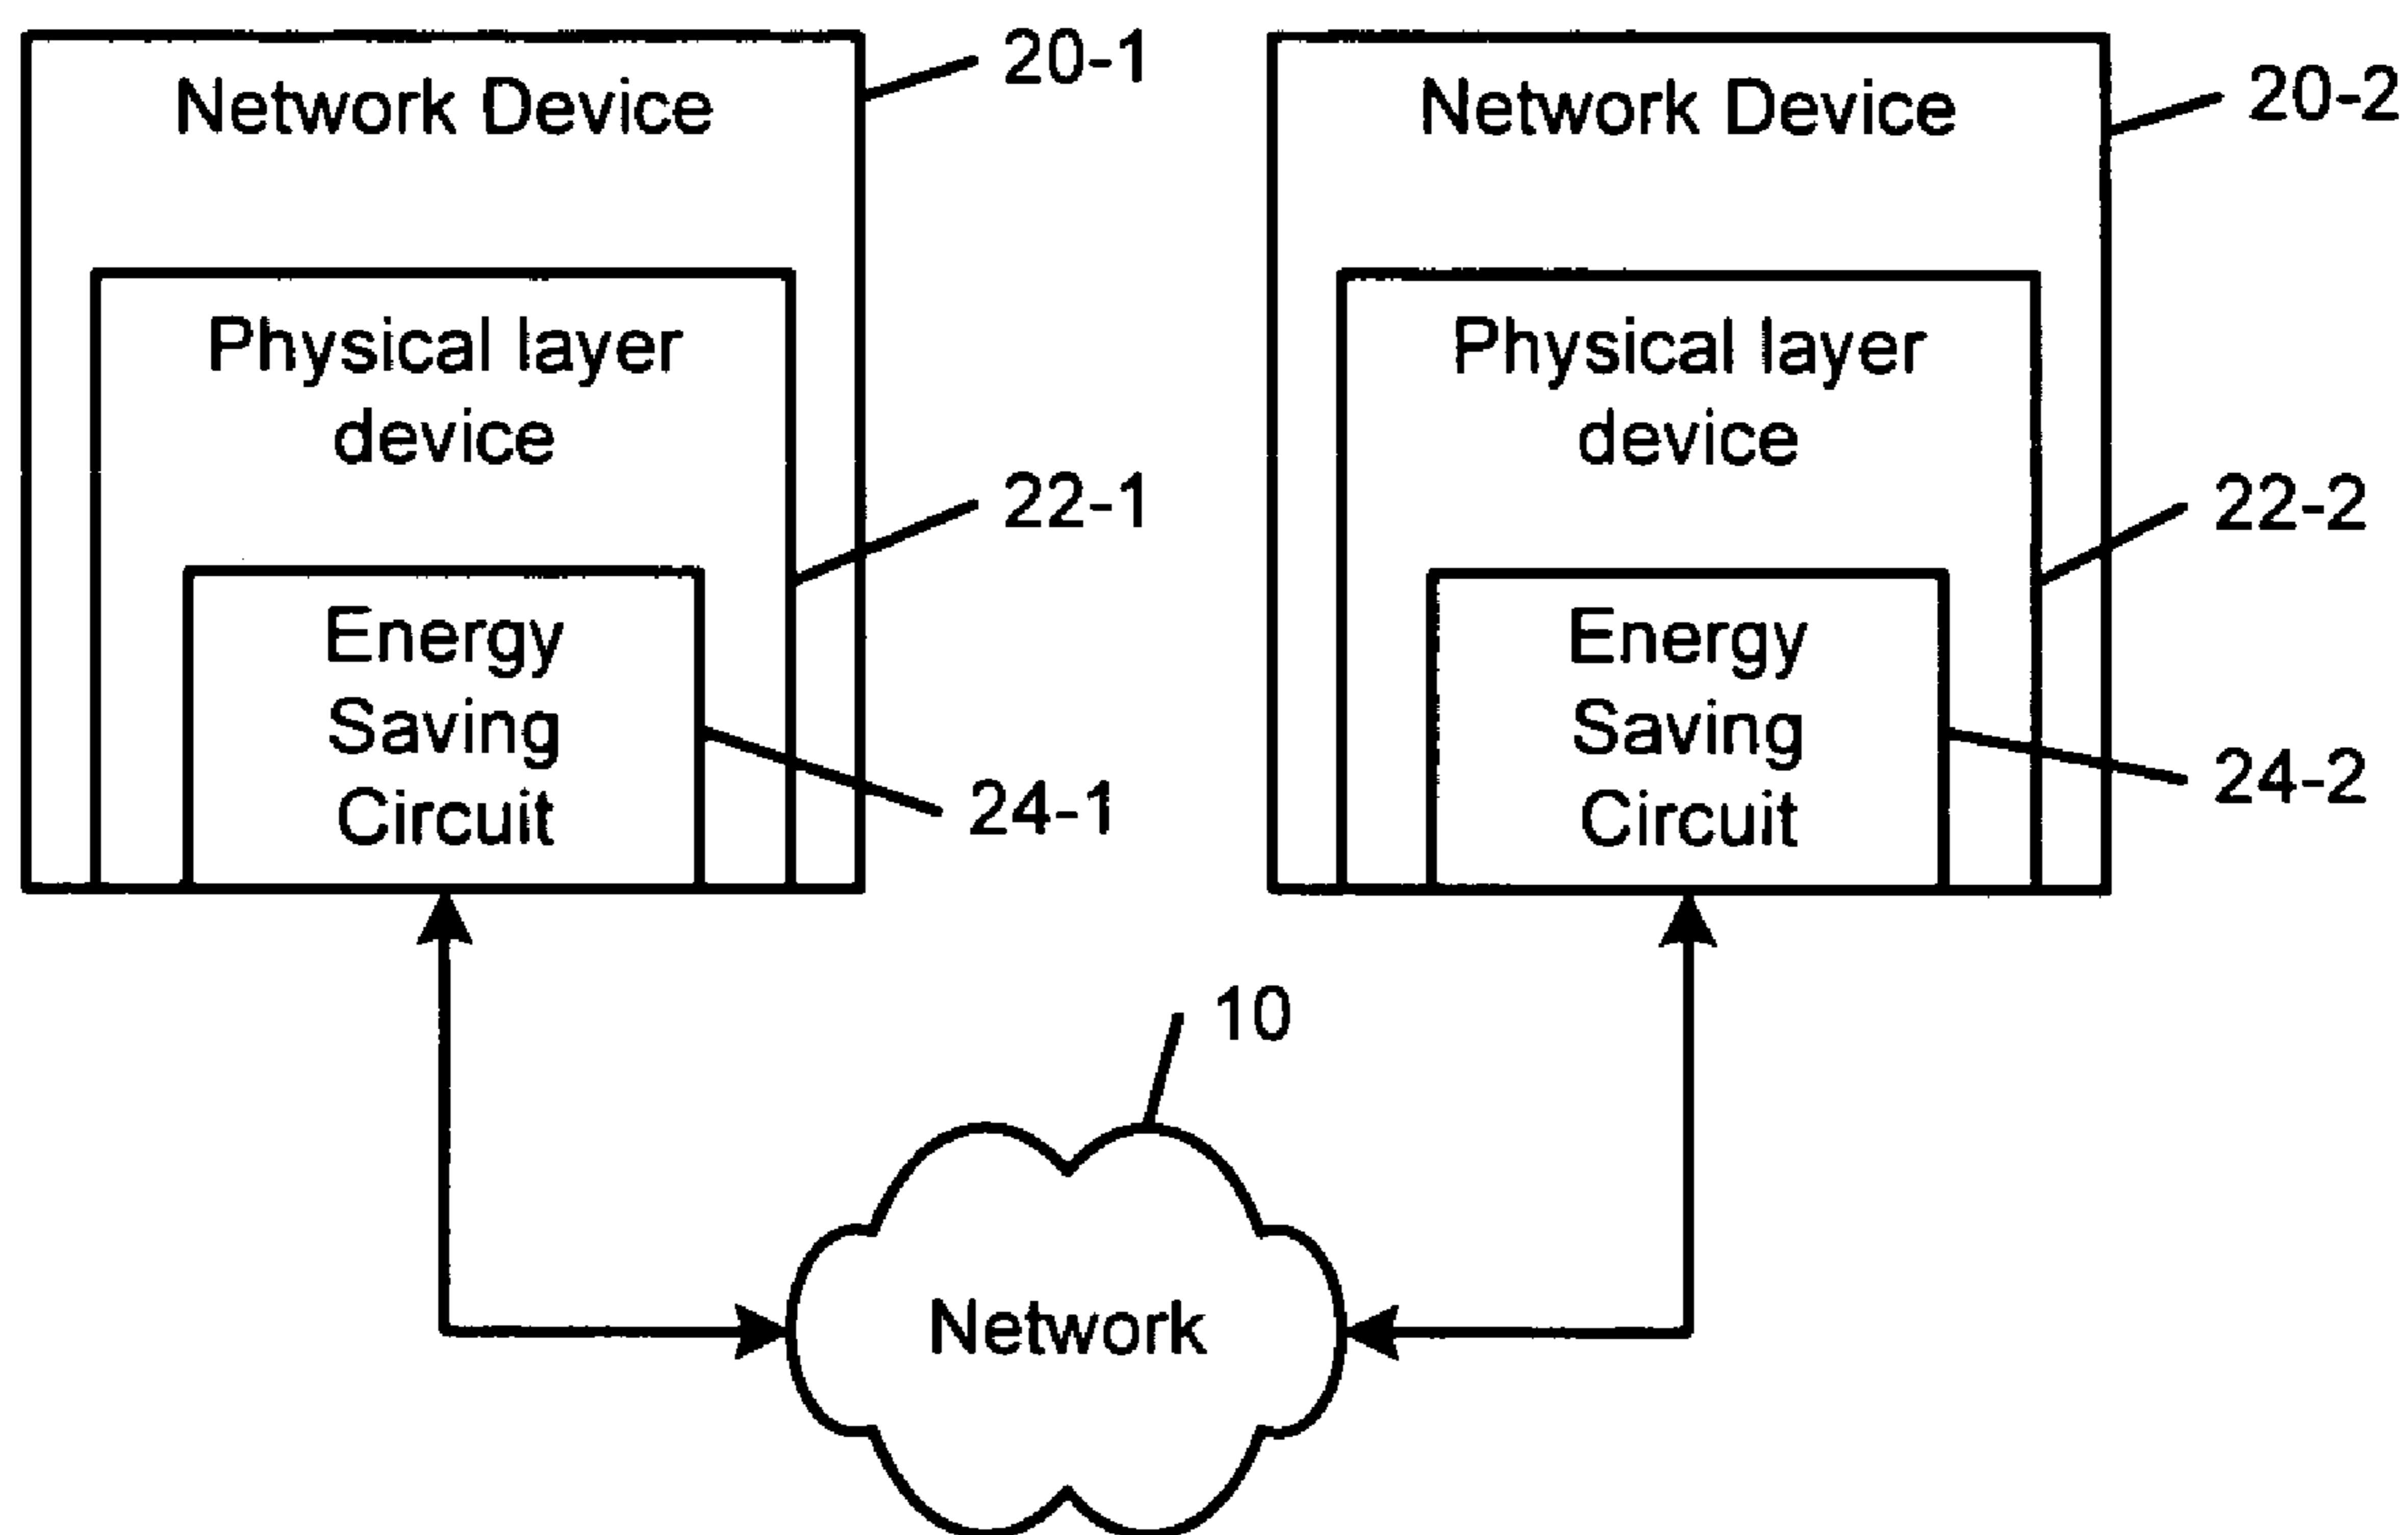 Network Device
20-1
Physical layer
device
22-1
Energy
Saving
Circuit
24-1
Network Device
20-2
Physical layer
device
22-2
Energy
Saving
Circuit
24-2
10
Network